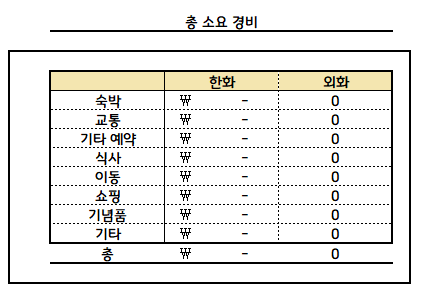 총 소요 경비
한화 외화
숙박 ₩ - 0
교통 ₩ - 0
기타 예약 ₩ - 0
식사 ₩ - 0
이동 ₩ - 0
쇼핑 ₩ - 0
기념품 ₩ - 0
기타 ₩ - 0
총 ₩ - 0